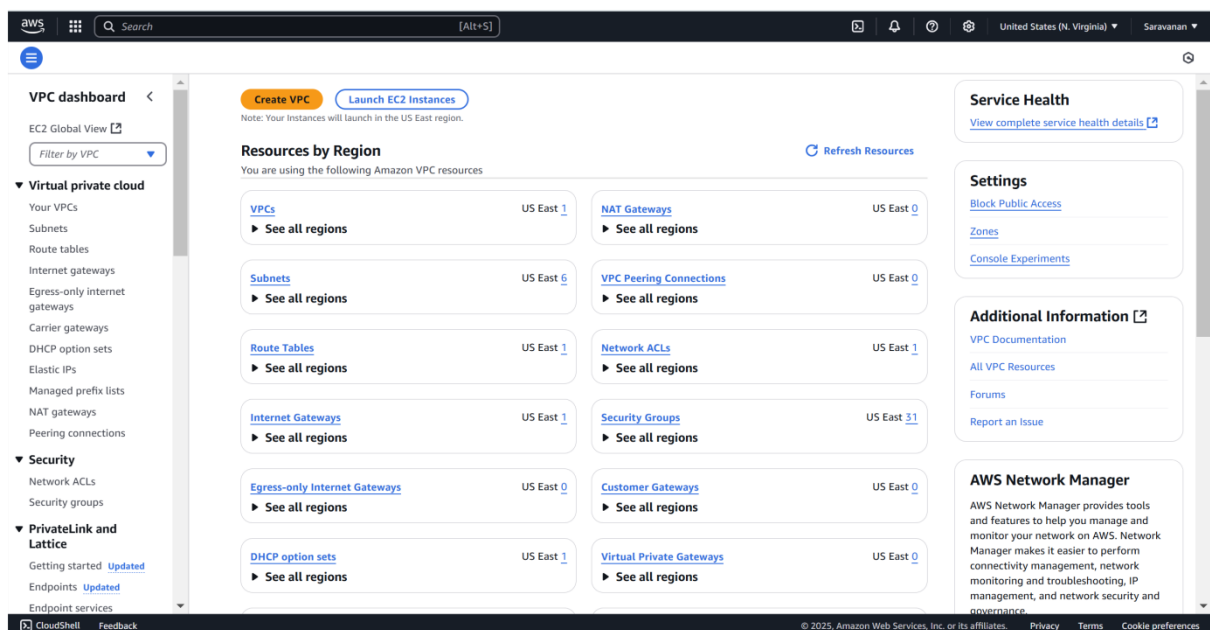 aws
Search [Alt+S]
United States (N. Virginia) ▼ Saravanan ▼
VPC dashboard
EC2 Global View
Filter by VPC
Virtual private cloud
Your VPCs
Subnets
Route tables
Internet gateways
Egress-only internet
gateways
Carrier gateways
DHCP option sets
Elastic IPs
Managed prefix lists
NAT gateways
Peering connections
Security
Network ACLs
Security groups
PrivateLink and
Lattice
Getting started Updated
Endpoints Updated
Endpoint services
Create VPC Launch EC2 Instances
Note: Your Instances will launch in the US East region.
Resources by Region
Refresh Resources
You are using the following Amazon VPC resources
VPCs US East 1
See all regions
NAT Gateways US East 0
See all regions
Subnets US East 6
See all regions
VPC Peering Connections US East 0
See all regions
Route Tables US East 1
See all regions
Network ACLs US East 1
See all regions
Internet Gateways US East 1
See all regions
Security Groups US East 31
See all regions
Egress-only Internet Gateways US East 0
See all regions
Customer Gateways US East 0
See all regions
DHCP option sets US East 1
See all regions
Virtual Private Gateways US East 0
See all regions
Service Health
View complete service health details
Settings
Block Public Access
Zones
Console Experiments
Additional Information
VPC Documentation
All VPC Resources
Forums
Report an Issue
AWS Network Manager
AWS Network Manager provides tools
and features to help you manage and
monitor your network on AWS. Network
Manager makes it easier to perform
connectivity management, network
monitoring and troubleshooting, IP
management, and network security and
governance.
CloudShell Feedback
© 2025, Amazon Web Services, Inc. or its affiliates. Privacy Terms Cookie preferences